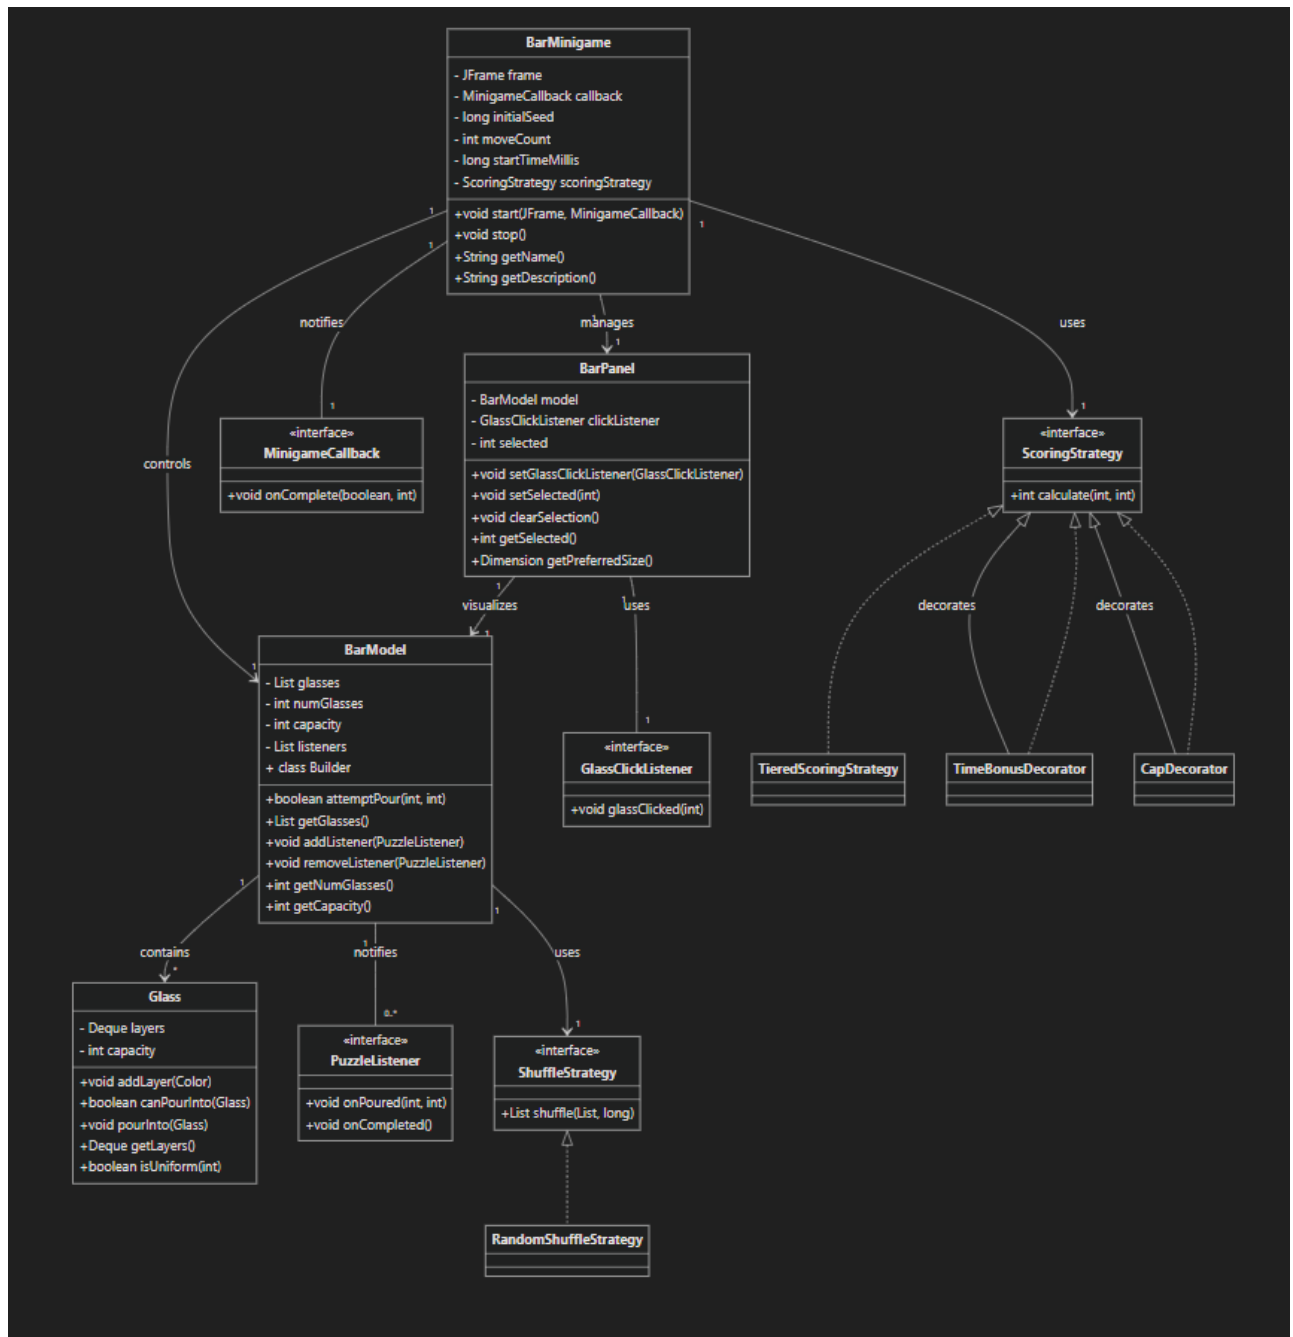 BarMinigame
- JFrame frame
- MinigameCallback callback
- long initialSeed
- int moveCount
- long startTimeMillis
- ScoringStrategy scoringStrategy
+void start(JFrame, MinigameCallback)
+void stop()
+String getName()
+String getDescription()
1
1
1
notifies
1
manages
uses
1
BarPanel
- BarModel model
- GlassClickListener clickListener
- int selected
+void setGlassClickListener(GlassClickListener)
+void setSelected(int)
+void clearSelection()
+int getSelected()
+Dimension getPreferredSize()
1
«interface»
MinigameCallback
+void onComplete(boolean, int)
1
«interface»
ScoringStrategy
+int calculate(int, int)
controls
1
visualizes
1
uses
decorates
decorates
1
1
BarModel
- List glasses
- int numGlasses
- int capacity
- List listeners
+ class Builder
+boolean attemptPour(int, int)
+List getGlasses()
+void addListener(PuzzleListener)
+void removeListener(PuzzleListener)
+int getNumGlasses()
+int getCapacity()
1
«interface»
GlassClickListener
+void glassClicked(int)
TieredScoringStrategy
TimeBonusDecorator
CapDecorator
1
1
1
contains
notifies
uses
*
Glass
- Deque layers
- int capacity
+void addLayer(Color)
+boolean canPourInto(Glass)
+void pourInto(Glass)
+Deque getLayers()
+boolean isUniform(int)
0..*
«interface»
PuzzleListener
+void onPoured(int, int)
+void onCompleted()
1
«interface»
ShuffleStrategy
+List shuffle(List, long)
RandomShuffleStrategy